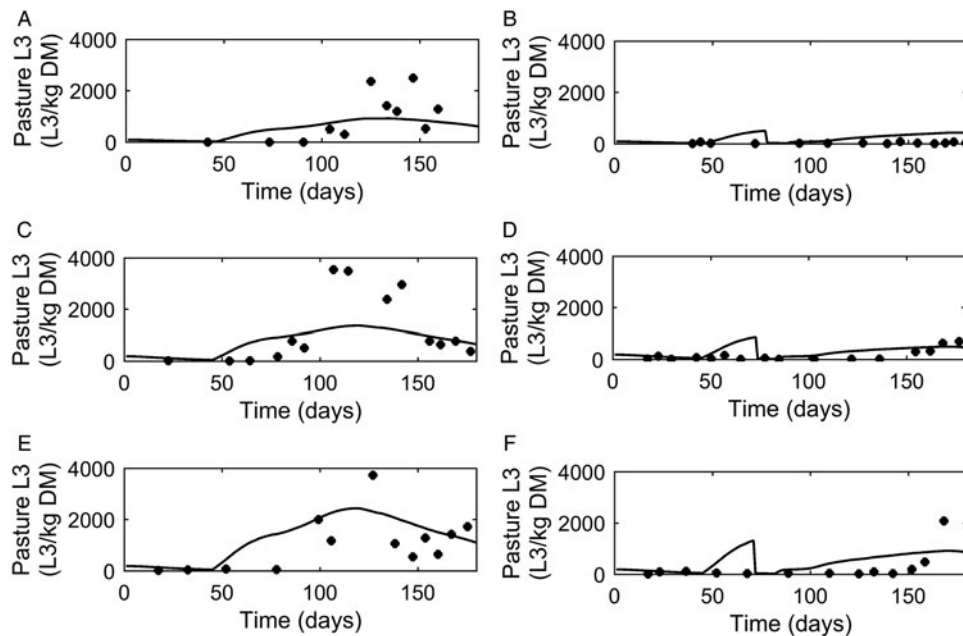 A
Pasture L3
(L3/kg DM)
4000
2000
0
0 50 100 150
Time (days)
B
Pasture L3
(L3/kg DM)
4000
2000
0
0 50 100 150
Time (days)
C
Pasture L3
(L3/kg DM)
4000
2000
0
0 50 100 150
Time (days)
D
Pasture L3
(L3/kg DM)
4000
2000
0
0 50 100 150
Time (days)
E
Pasture L3
(L3/kg DM)
4000
2000
0
0 50 100 150
Time (days)
F
Pasture L3
(L3/kg DM)
4000
2000
0
0 50 100 150
Time (days)